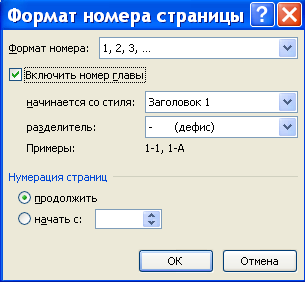 Формат номера страницы
Формат номера: 1, 2, 3, ...
Включить номер главы
начинается со стиля: Заголовок 1
разделитель: - (дефис)
Примеры: 1-1, 1-A
Нумерация страниц
продолжить
начать с:
ОК Отмена